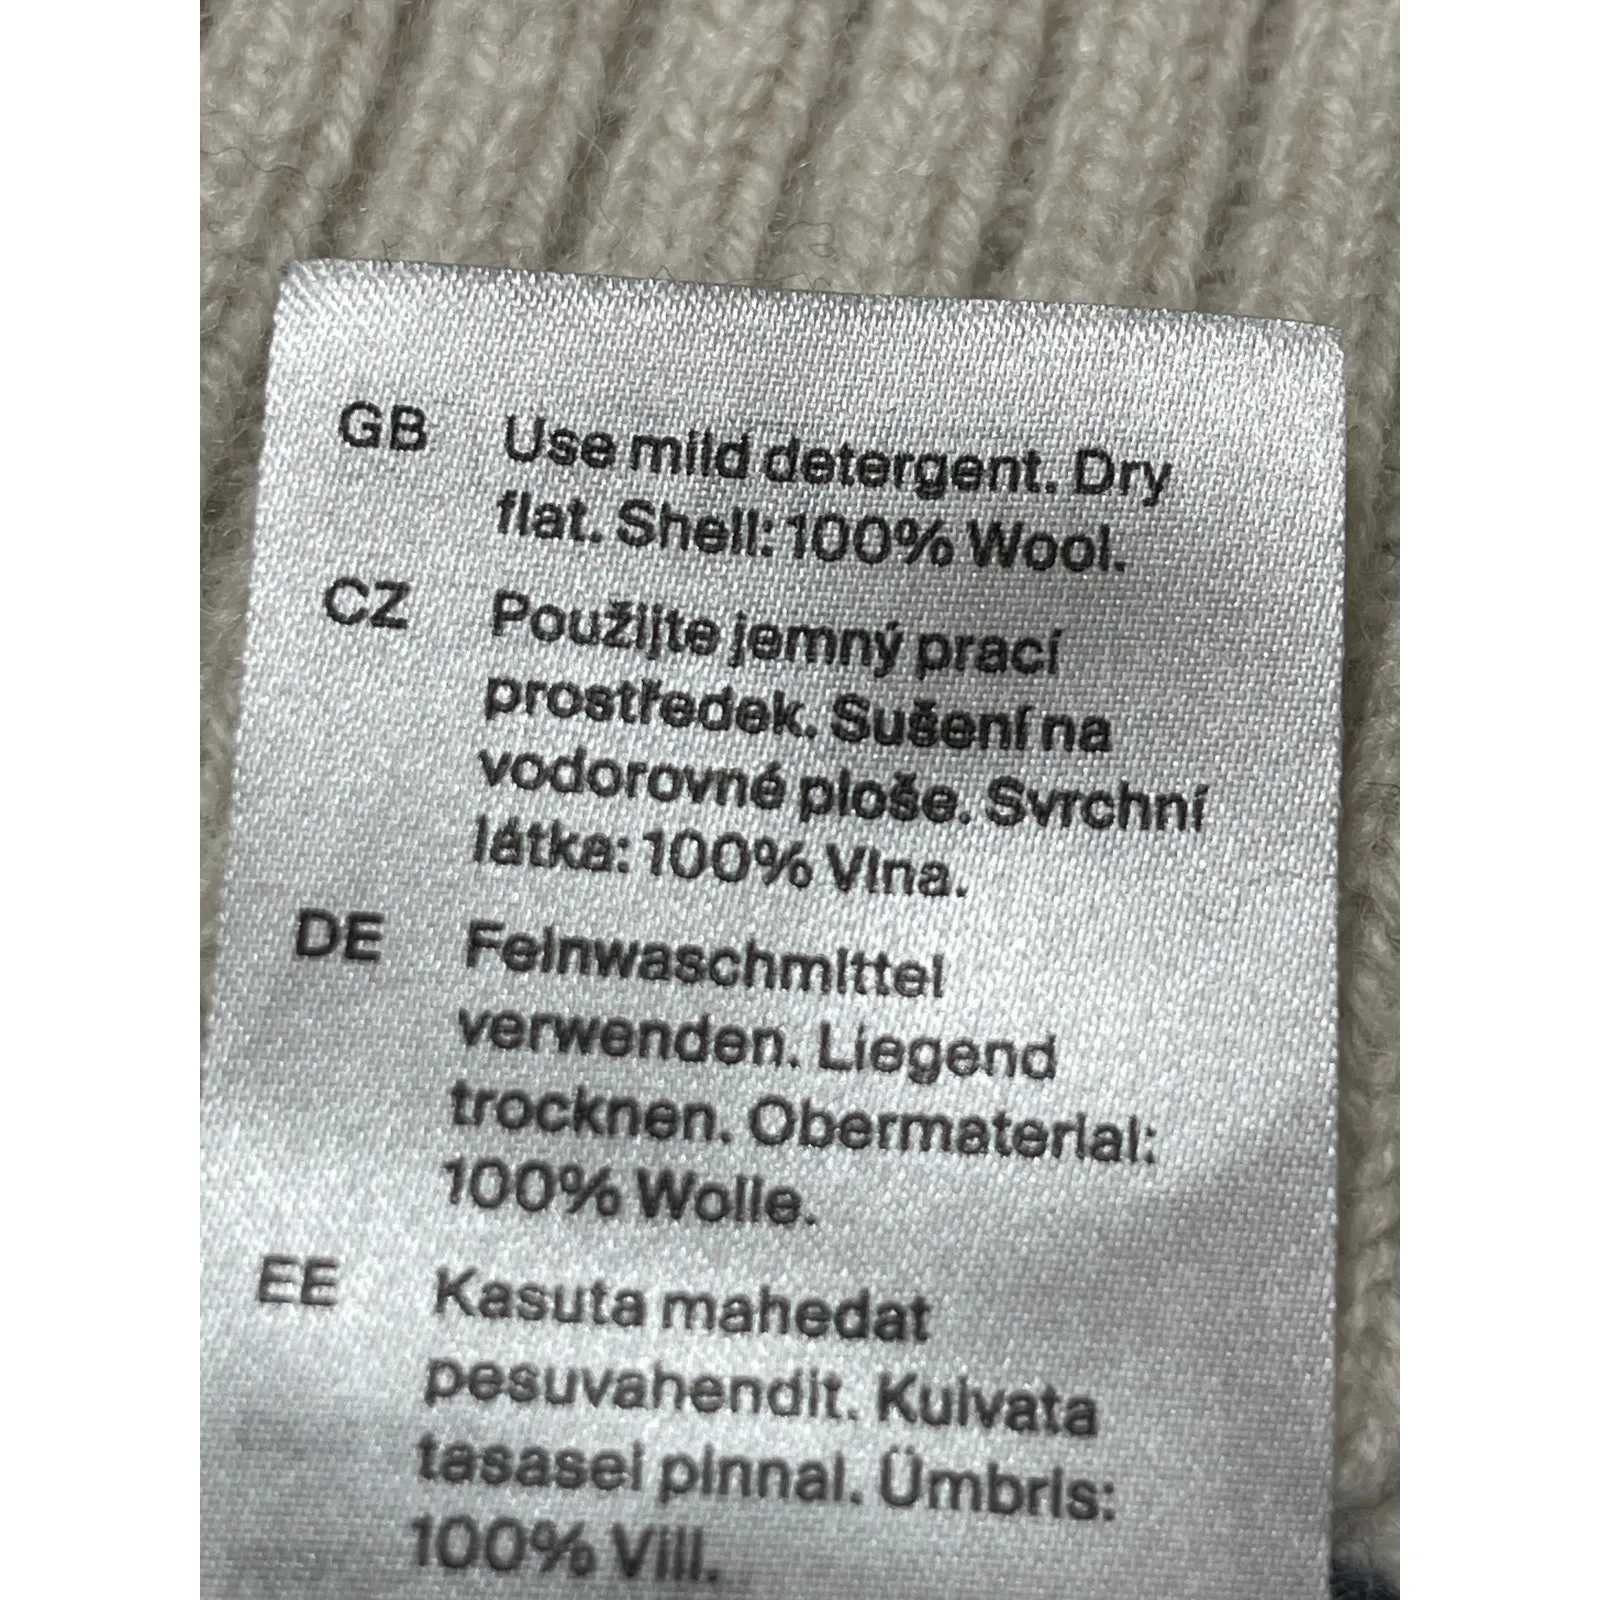 GB Use mild detergent. Dry
flat. Shell: 100% Wool.
CZ Použijte jemný prací
prostředek. Sušení na
vodorovné ploše. Svrchní
látka: 100% Vlna.
DE Feinwaschmittel
verwenden. Liegend
trocknen. Obermaterial:
100% Wolle.
EE Kasuta mahedat
pesuvahendit. Kuivata
tasasel pinnal. Ümbris:
100% Vill.